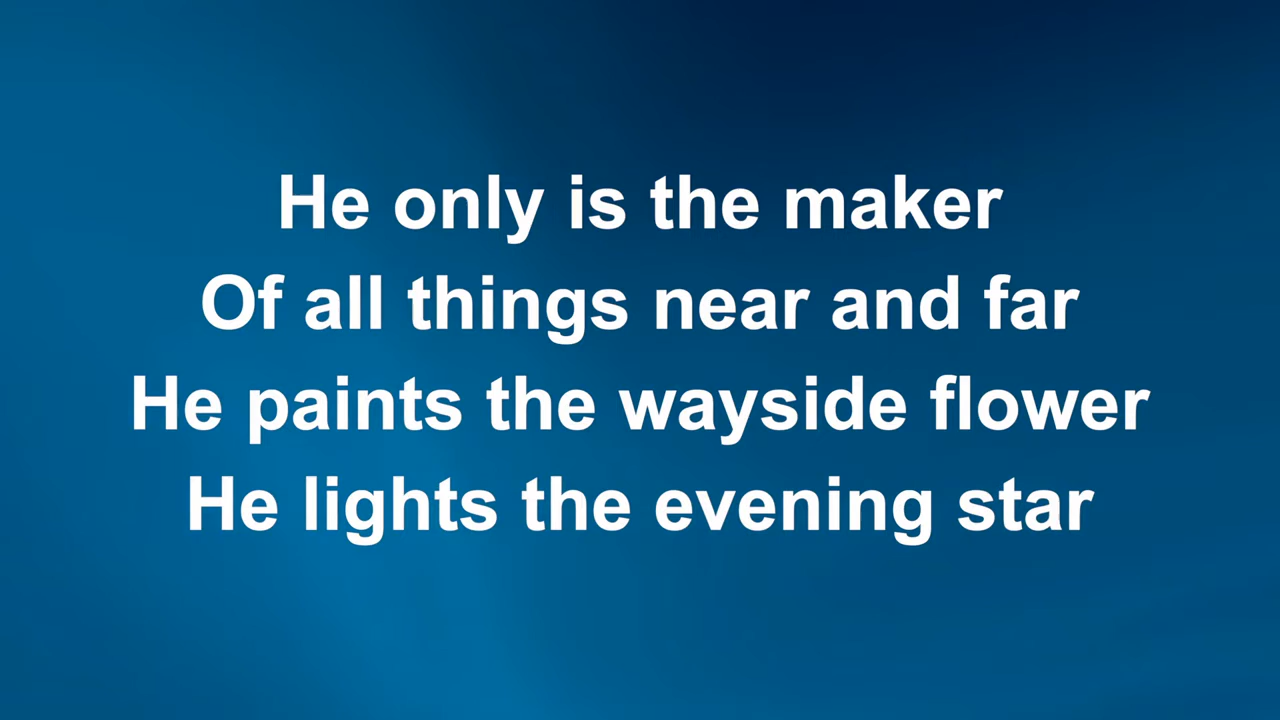 He only is the maker
Of all things near and far
He paints the wayside flower
He lights the evening star